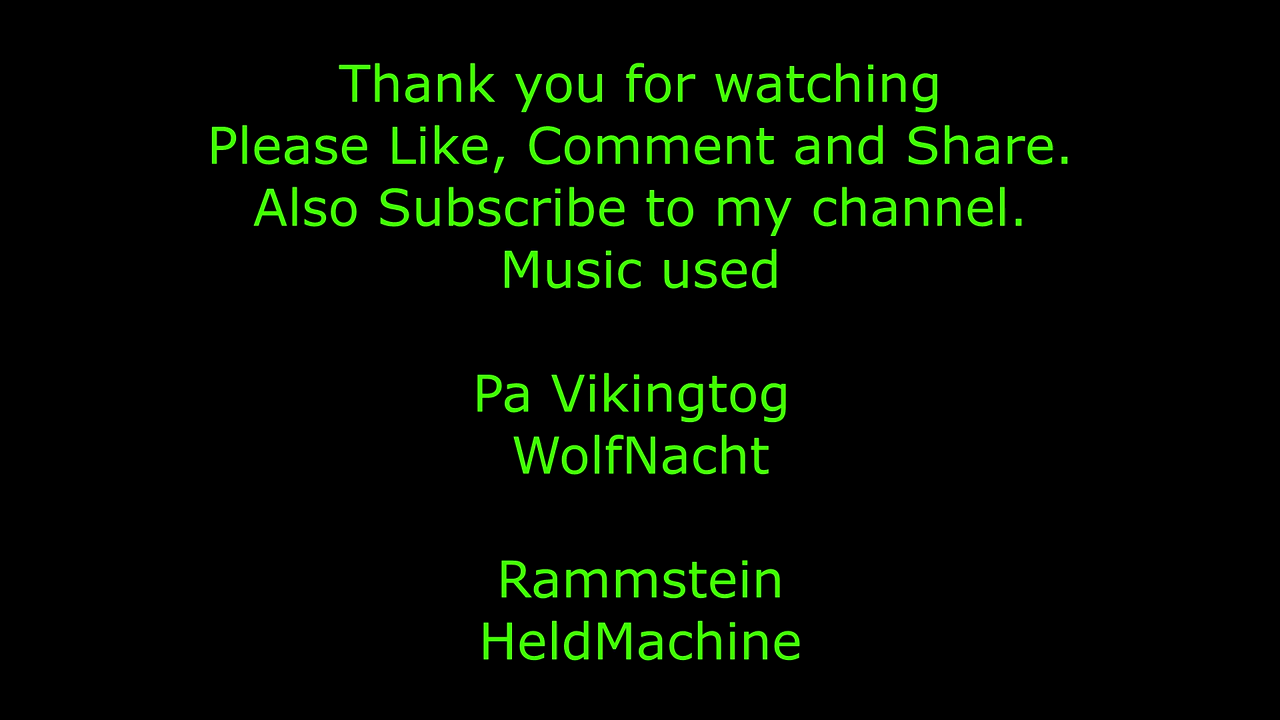 Thank you for watching
Please Like, Comment and Share.
Also Subscribe to my channel.
Music used
Pa Vikingtog
WolfNacht
Rammstein
HeldMachine